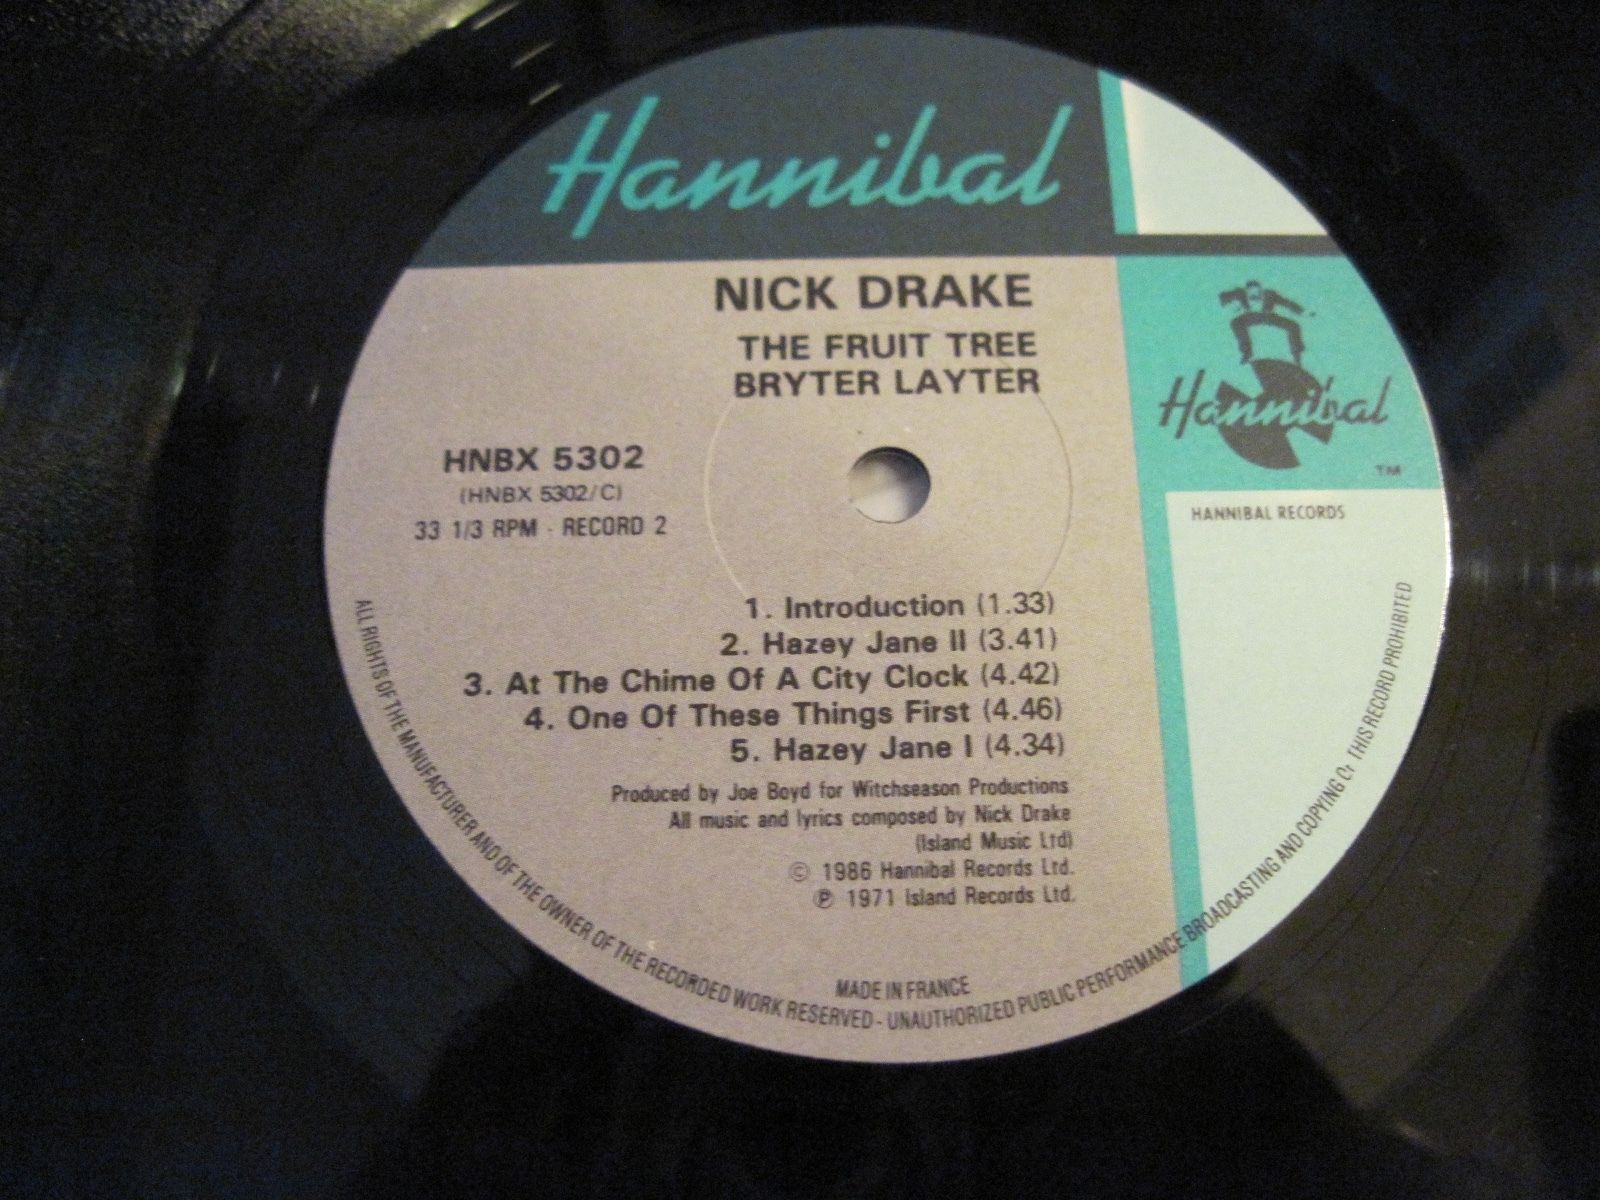 Hannibal
NICK DRAKE
THE FRUIT TREE
BRYTER LAYTER
HNBX 5302
(HNBX 5302/C)
33 1/3 RPM - RECORD 2
Hannibal
TM
HANNIBAL RECORDS
1. Introduction (1.33)
2. Hazey Jane II (3.41)
3. At The Chime Of A City Clock (4.42)
4. One Of These Things First (4.46)
5. Hazey Jane I (4.34)
Produced by Joe Boyd for Witchseason Productions
All music and lyrics composed by Nick Drake
(Island Music Ltd)
© 1986 Hannibal Records Ltd.
℗ 1971 Island Records Ltd.
MADE IN FRANCE
ALL RIGHTS OF THE MANUFACTURER AND OF THE OWNER OF THE RECORDED WORK RESERVED - UNAUTHORIZED PUBLIC PERFORMANCE BROADCASTING AND COPYING OF THIS RECORD PROHIBITED